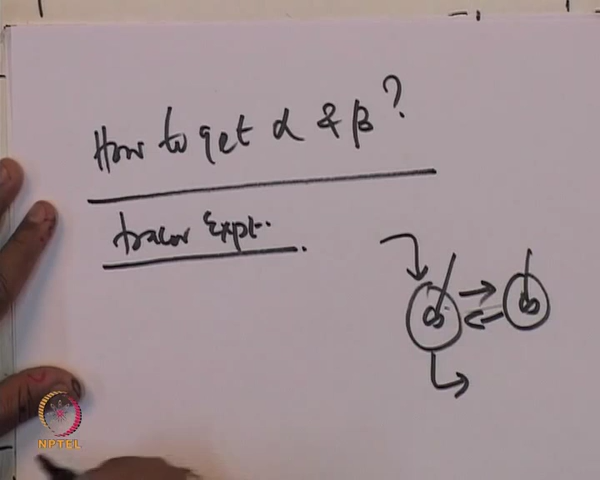 How to get α & β?
tracer Expt.
NPTEL